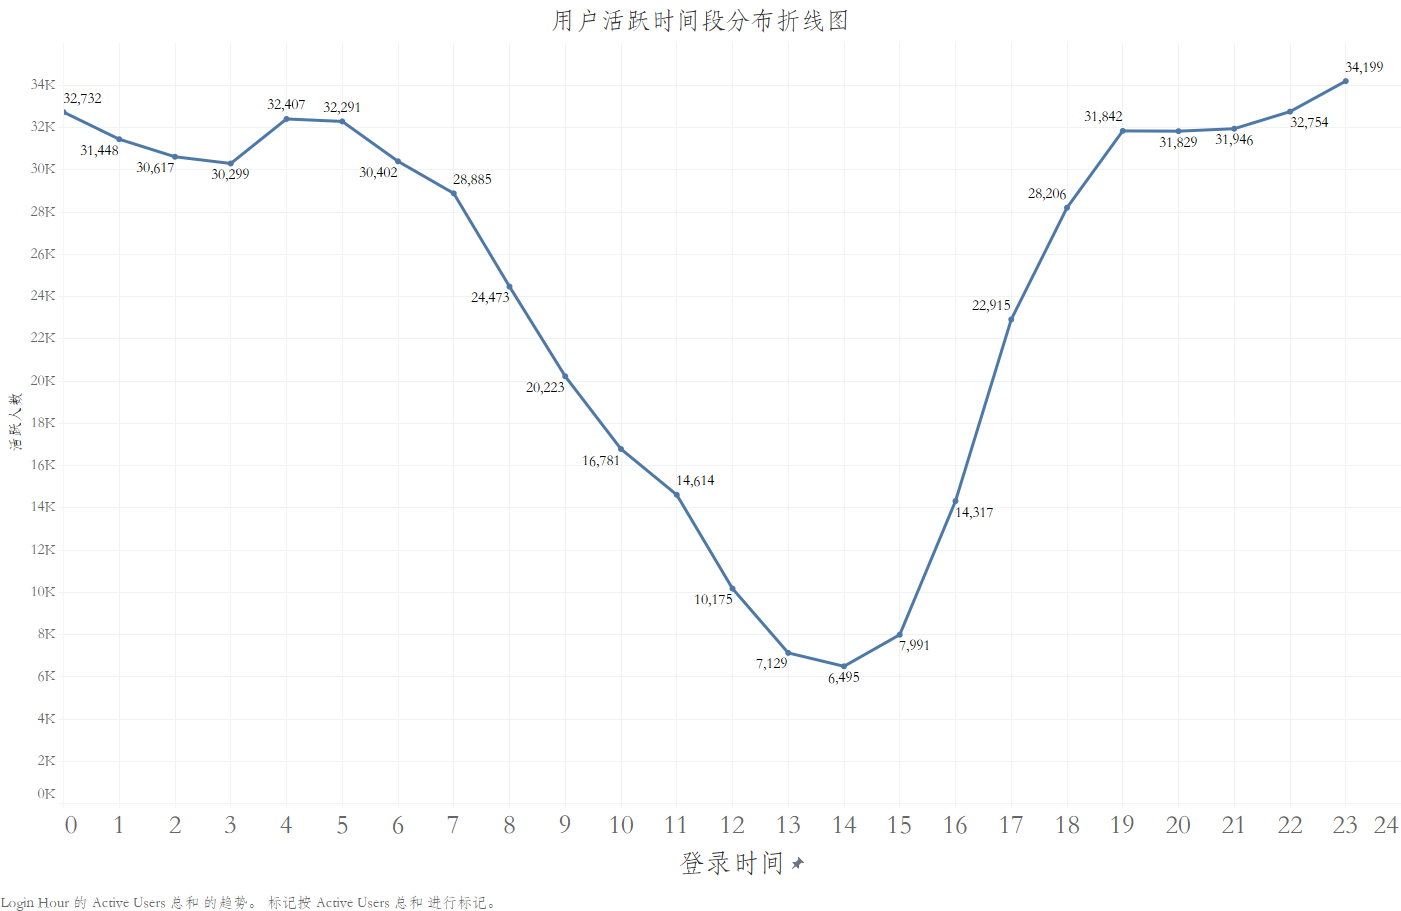 用户活跃时间段分布折线图
34K
32K
30K
28K
26K
24K
22K
20K
18K
16K
14K
12K
10K
8K
6K
4K
2K
0K
活跃人数
32,732
31,448
30,617
30,299
32,407
32,291
30,402
28,885
24,473
20,223
16,781
14,614
10,175
7,129
6,495
7,991
14,317
22,915
28,206
31,842
31,829
31,946
32,754
34,199
0 1 2 3 4 5 6 7 8 9 10 11 12 13 14 15 16 17 18 19 20 21 22 23 24
登录时间
Login Hour 的 Active Users 总和 的趋势。 标记按 Active Users 总和 进行标记。